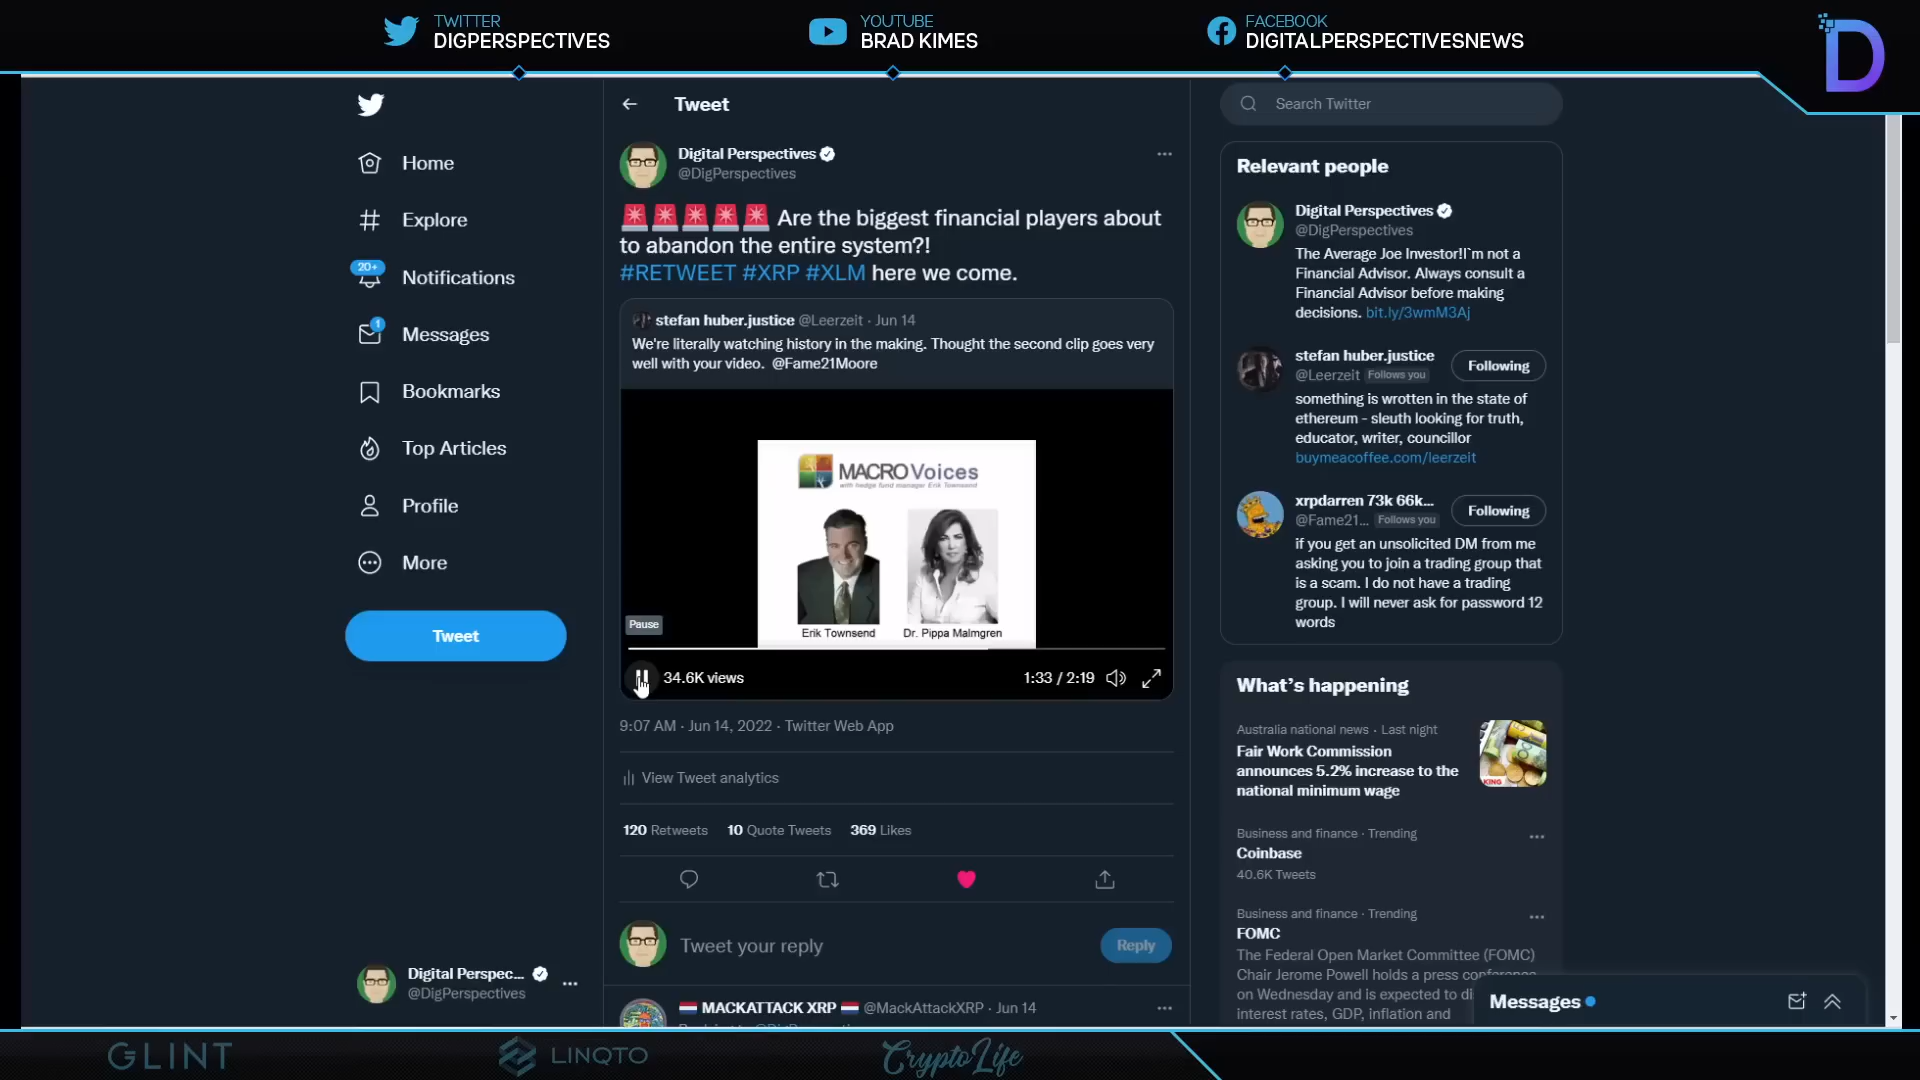 TWITTER
DIGPERSPECTIVES
YOUTUBE
BRAD KIMES
FACEBOOK
DIGITALPERSPECTIVESNEWS
D
Home
Explore
20+
Notifications
1
Messages
Bookmarks
Top Articles
Profile
More
Tweet
Digital Perspec...
@DigPerspectives
Tweet
Digital Perspectives
@DigPerspectives
🚨🚨🚨🚨🚨 Are the biggest financial players about
to abandon the entire system?!
#RETWEET #XRP #XLM here we come.
stefan huber.justice @Leerzeit · Jun 14
We're literally watching history in the making. Thought the second clip goes very
well with your video. @Fame21Moore
MACROVoices
with hedge fund manager Erik Townsend
Erik Townsend
Dr. Pippa Malmgren
Pause
34.6K views
1:33 / 2:19
9:07 AM · Jun 14, 2022 · Twitter Web App
View Tweet analytics
120 Retweets 10 Quote Tweets 369 Likes
Tweet your reply
Reply
MACKATTACK XRP @MackAttackXRP · Jun 14
Search Twitter
Relevant people
Digital Perspectives
@DigPerspectives
The Average Joe Investor!I`m not a
Financial Advisor. Always consult a
Financial Advisor before making
decisions. bit.ly/3wmM3Aj
stefan huber.justice
@Leerzeit Follows you
Following
something is wrotten in the state of
ethereum - sleuth looking for truth,
educator, writer, councillor
buymeacoffee.com/leerzeit
xrpdarren 73k 66k...
@Fame21... Follows you
Following
if you get an unsolicited DM from me
asking you to join a trading group that
is a scam. I do not have a trading
group. I will never ask for password 12
words
What's happening
Australia national news · Last night
Fair Work Commission
announces 5.2% increase to the
national minimum wage
KING
Business and finance · Trending
Coinbase
40.6K Tweets
Business and finance · Trending
FOMC
The Federal Open Market Committee (FOMC)
Chair Jerome Powell holds a press conference
on Wednesday and is expected to di
interest rates, GDP, inflation and
Messages
GLINT
LINQTO
CryptoLife